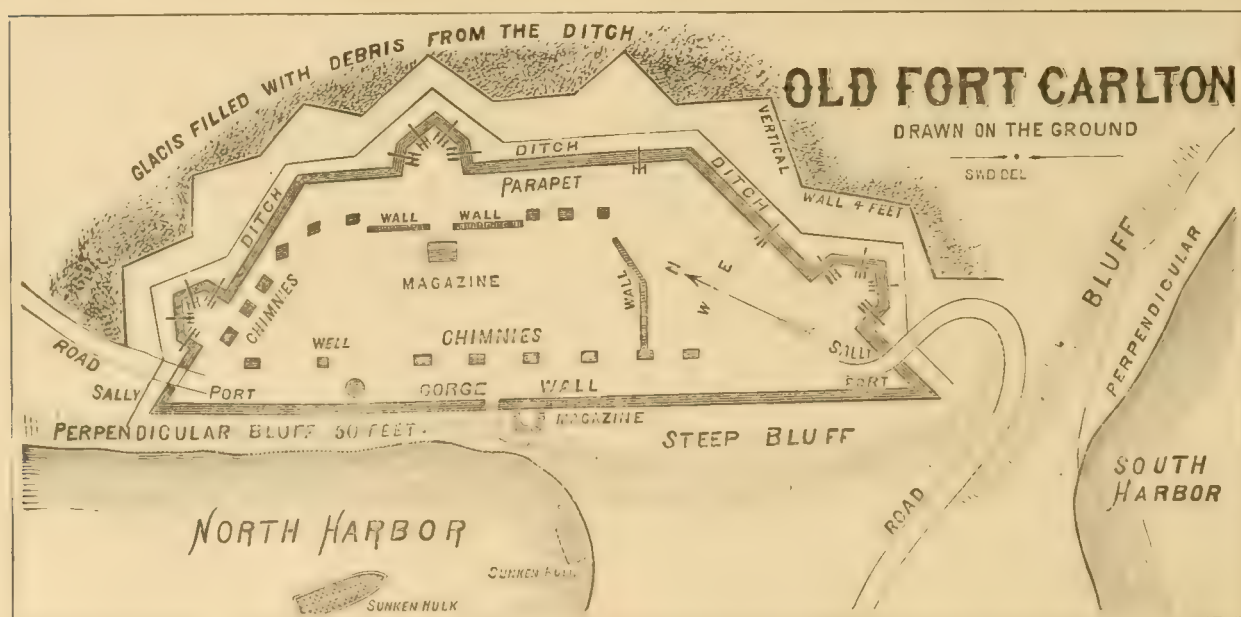 OLD FORT CARLTON
DRAWN ON THE GROUND
GLACIS FILLED WITH DEBRIS FROM THE DITCH
VERTICAL
WALL 4 FEET
DITCH
DITCH
DITCH
PARAPET
WALL
WALL
MAGAZINE
CHIMNIES
WALL
N
E
W
WELL
CHIMNIES
ROAD
SALLY
PORT
GORGE WALL
SALLY
PORT
MAGAZINE
PERPENDICULAR BLUFF 50 FEET.
STEEP BLUFF
BLUFF
PERPENDICULAR
SOUTH
HARBOR
ROAD
NORTH HARBOR
SUNKEN HULK
SUNKEN HULK